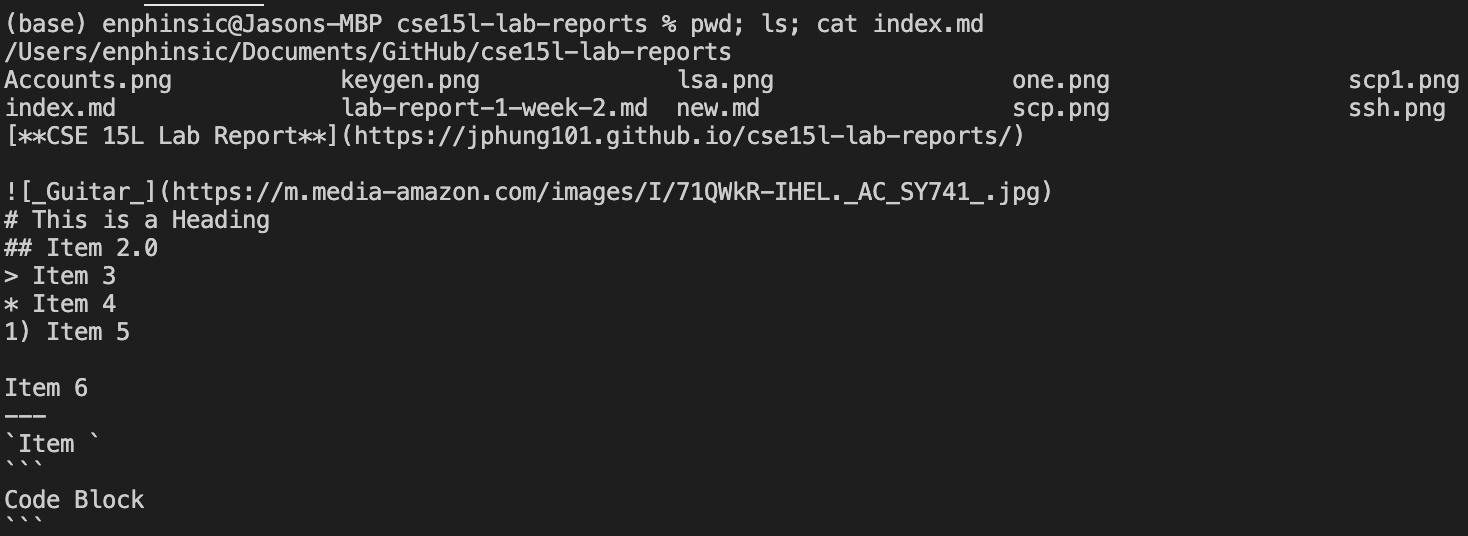 (base) enphinsic@Jasons-MBP cse15l-lab-reports % pwd; ls; cat index.md
/Users/enphinsic/Documents/GitHub/cse15l-lab-reports
Accounts.png keygen.png lsa.png one.png scp1.png
index.md lab-report-1-week-2.md new.md scp.png ssh.png
[**CSE 15L Lab Report**](https://jphung101.github.io/cse15l-lab-reports/)

![_Guitar_](https://m.media-amazon.com/images/I/71QWkR-IHEL._AC_SY741_.jpg)
# This is a Heading
## Item 2.0
> Item 3
* Item 4
1) Item 5

Item 6
---
`Item `
```
Code Block
```